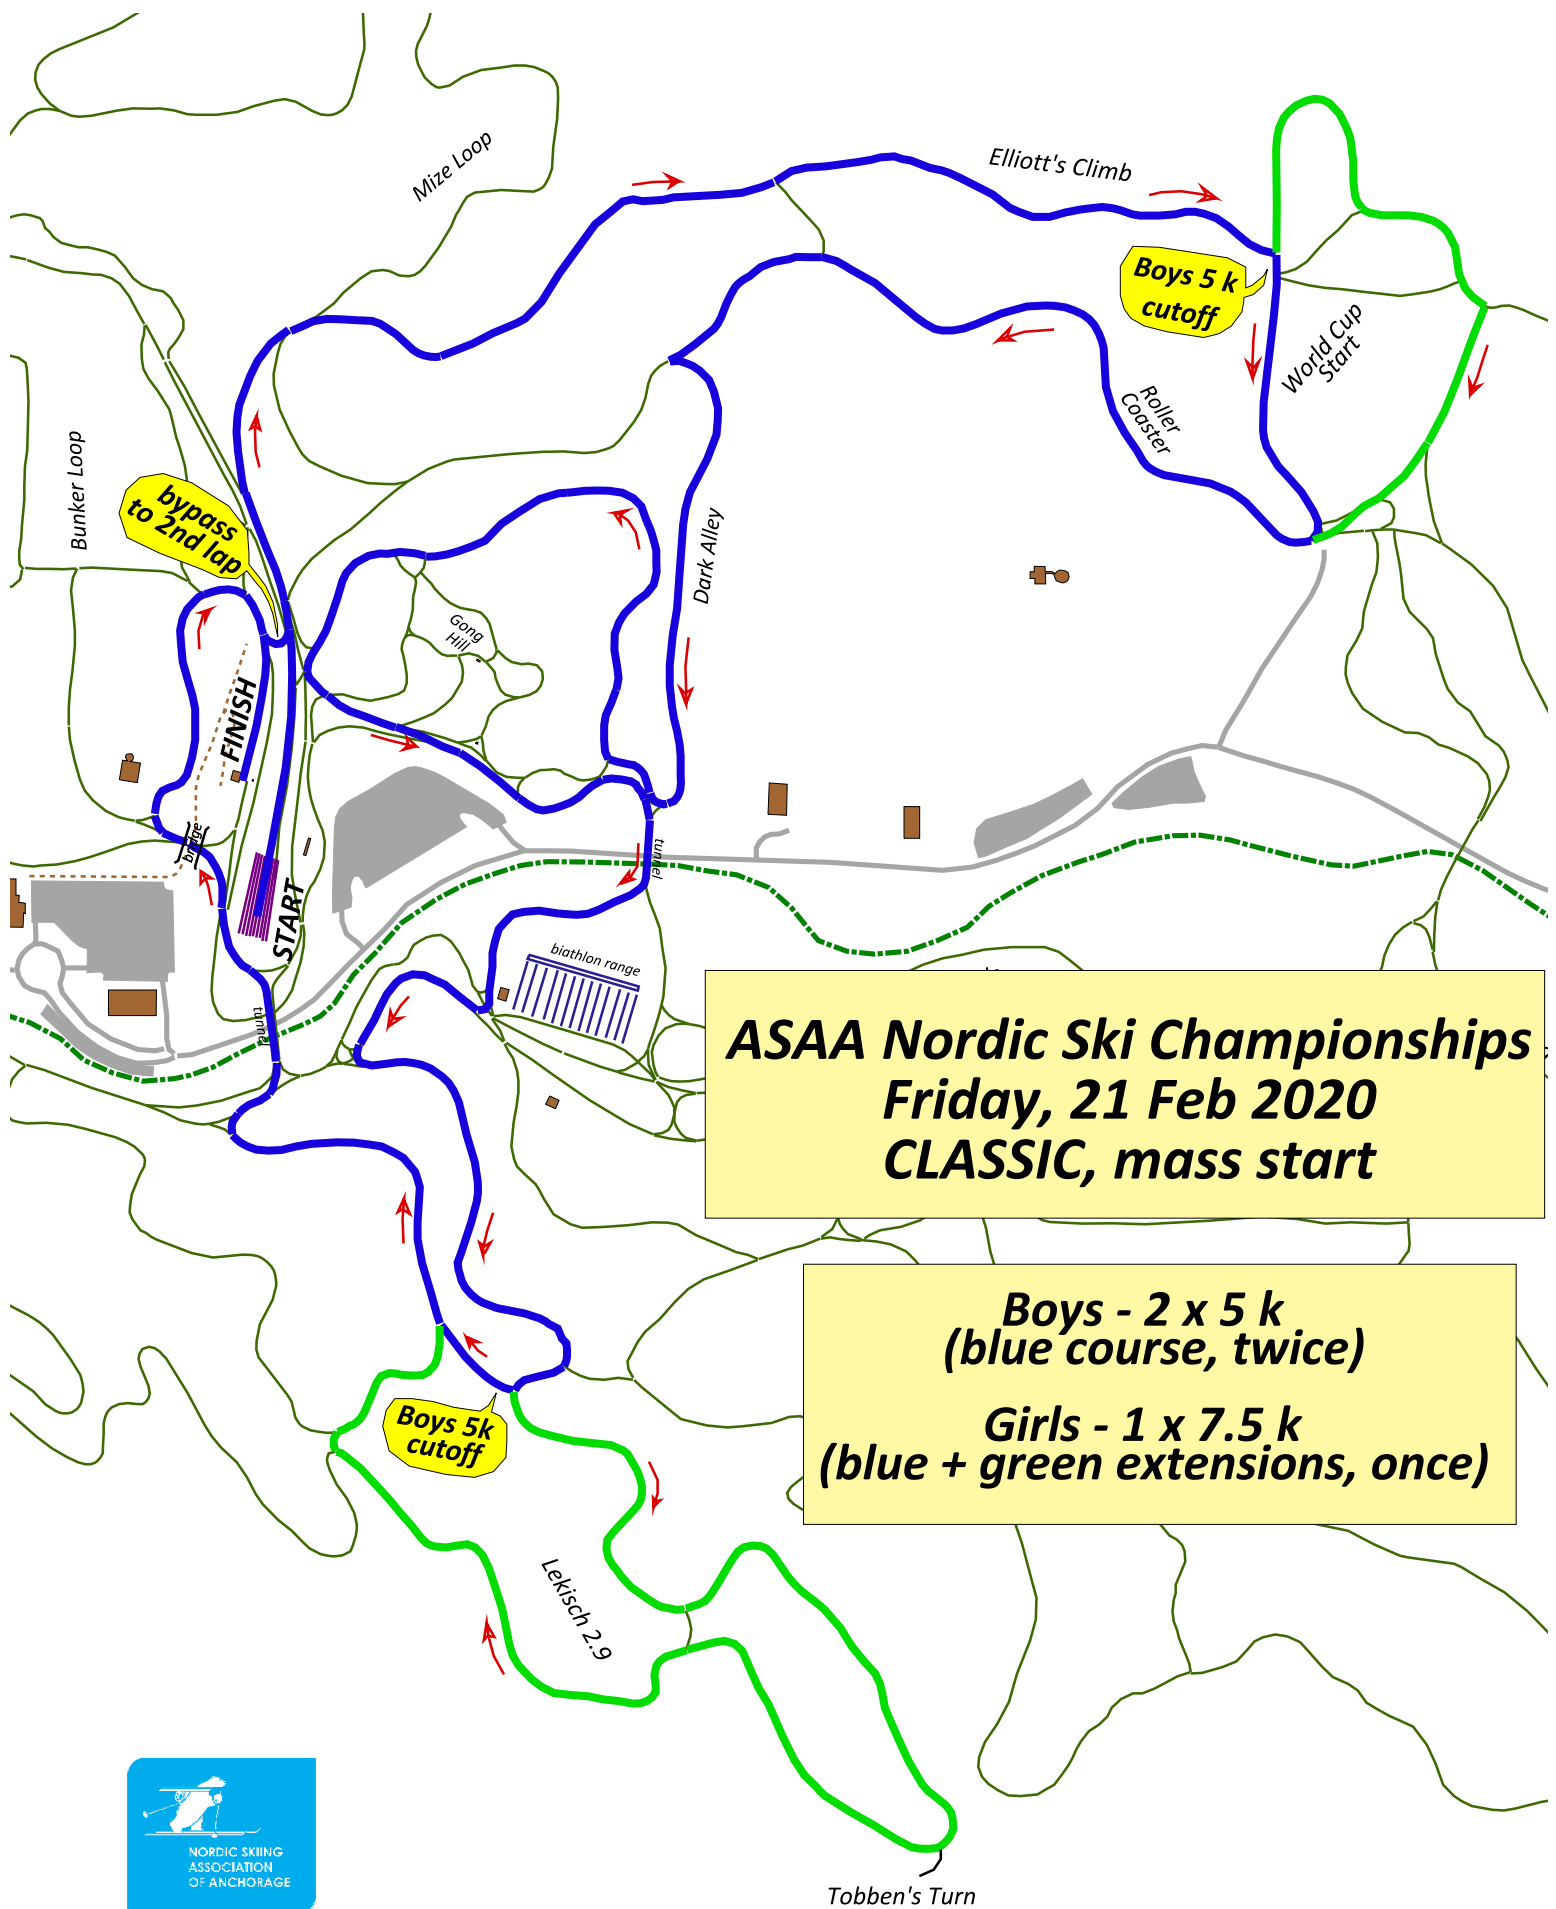 Mize Loop
Elliott's Climb
Boys 5 k
cutoff
World Cup
Start
Roller
Coaster
Bunker Loop
bypass
to 2nd lap
Dark Alley
Gong
Hill
FINISH
bridge
tunnel
START
biathlon range
tunnel
ASAA Nordic Ski Championships
Friday, 21 Feb 2020
CLASSIC, mass start
Boys - 2 x 5 k
(blue course, twice)
Girls - 1 x 7.5 k
(blue + green extensions, once)
Boys 5k
cutoff
Lekisch 2.9
Tobben's Turn
NORDIC SKIING
ASSOCIATION
OF ANCHORAGE